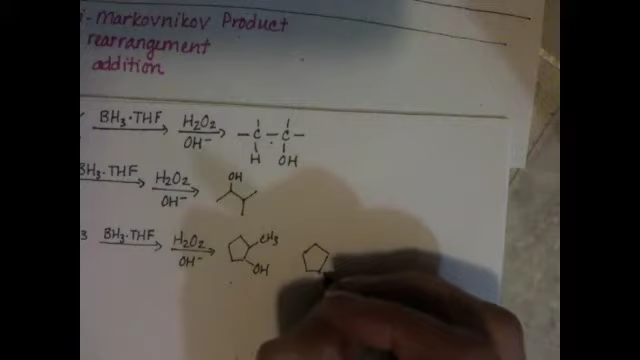 i-Markovnikov Product
rearrangement
addition
BH3·THF H2O2 OH- -C-C- H OH
BH3·THF H2O2 OH- OH
3 BH3·THF H2O2 OH- CH3 OH